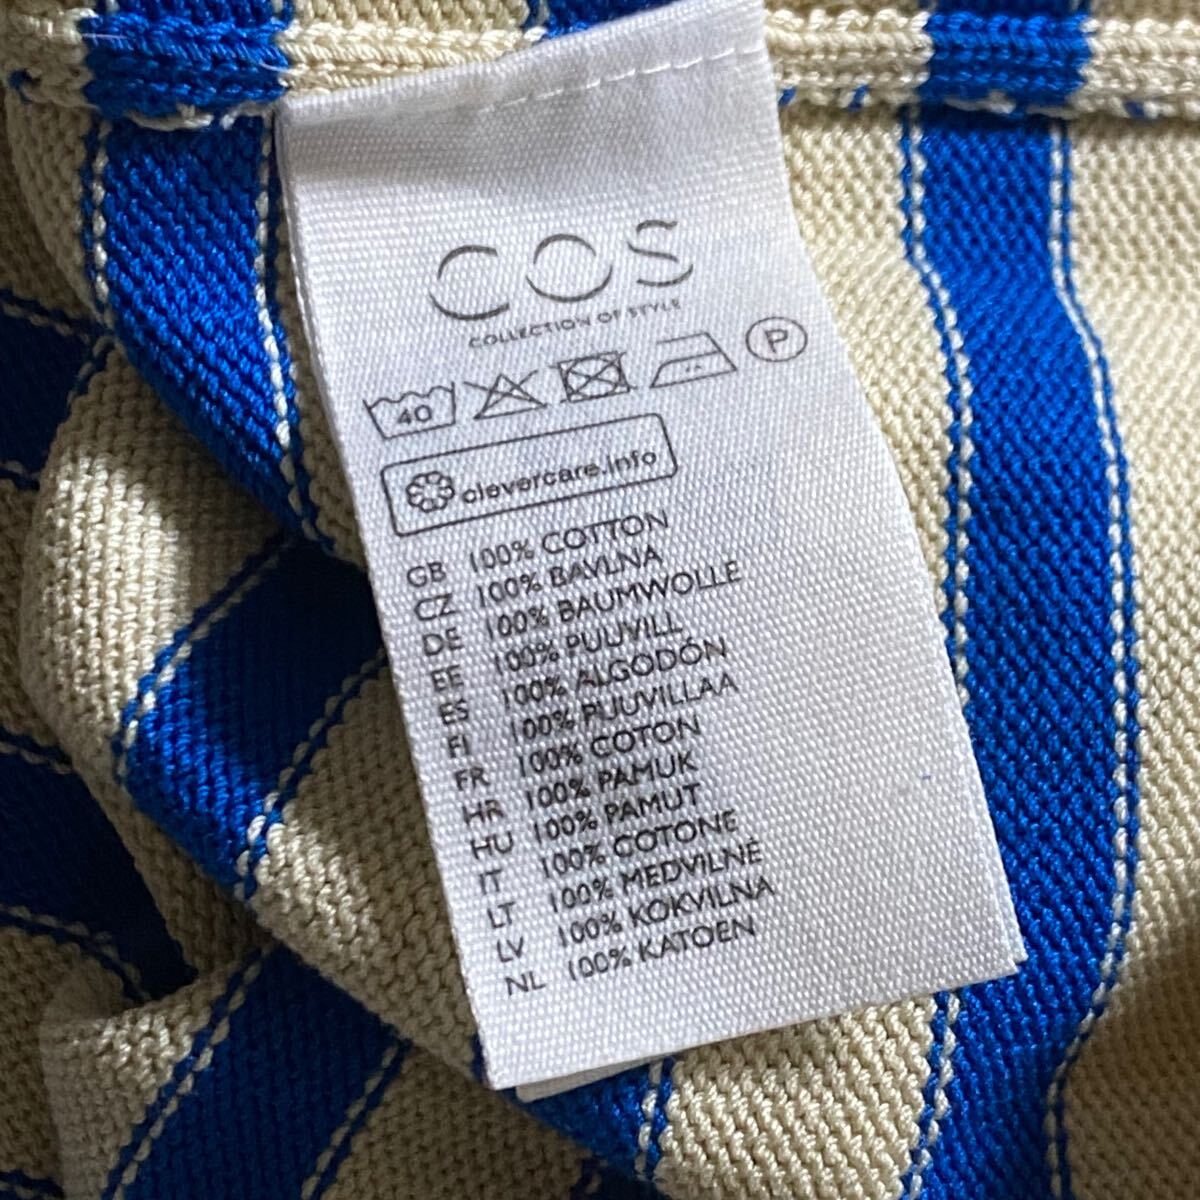 COS
COLLECTION OF STYLE
40 P
clevercare.info
GB 100% COTTON
CZ 100% BAVLNA
DE 100% BAUMWOLLE
EE 100% PUUVILL
ES 100% ALGODÓN
FI 100% PUUVILLAA
FR 100% COTON
HR 100% PAMUK
HU 100% PAMUT
IT 100% COTONE
LT 100% MEDVILNĖ
LV 100% KOKVILNA
NL 100% KATOEN